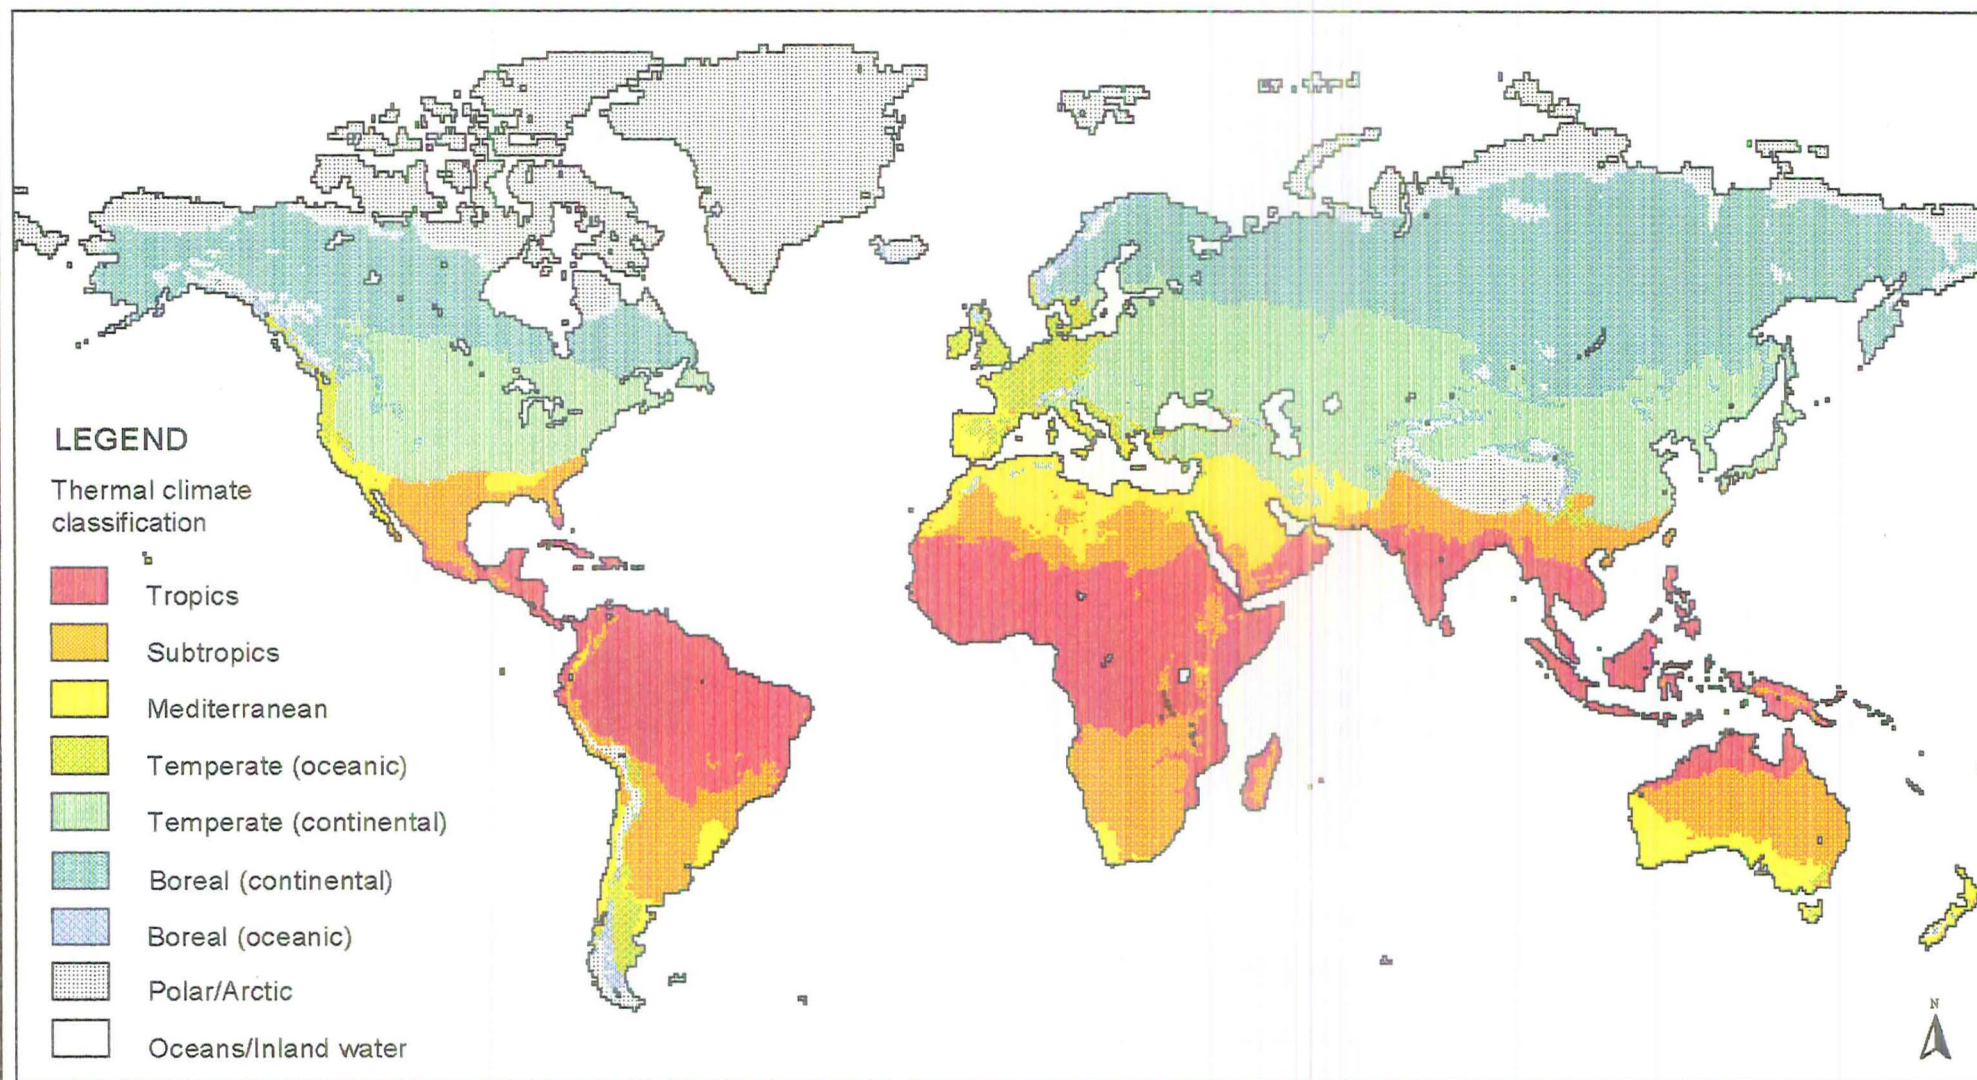 LEGEND
Thermal climate
classification
Tropics
Subtropics
Mediterranean
Temperate (oceanic)
Temperate (continental)
Boreal (continental)
Boreal (oceanic)
Polar/Arctic
Oceans/Inland water
N